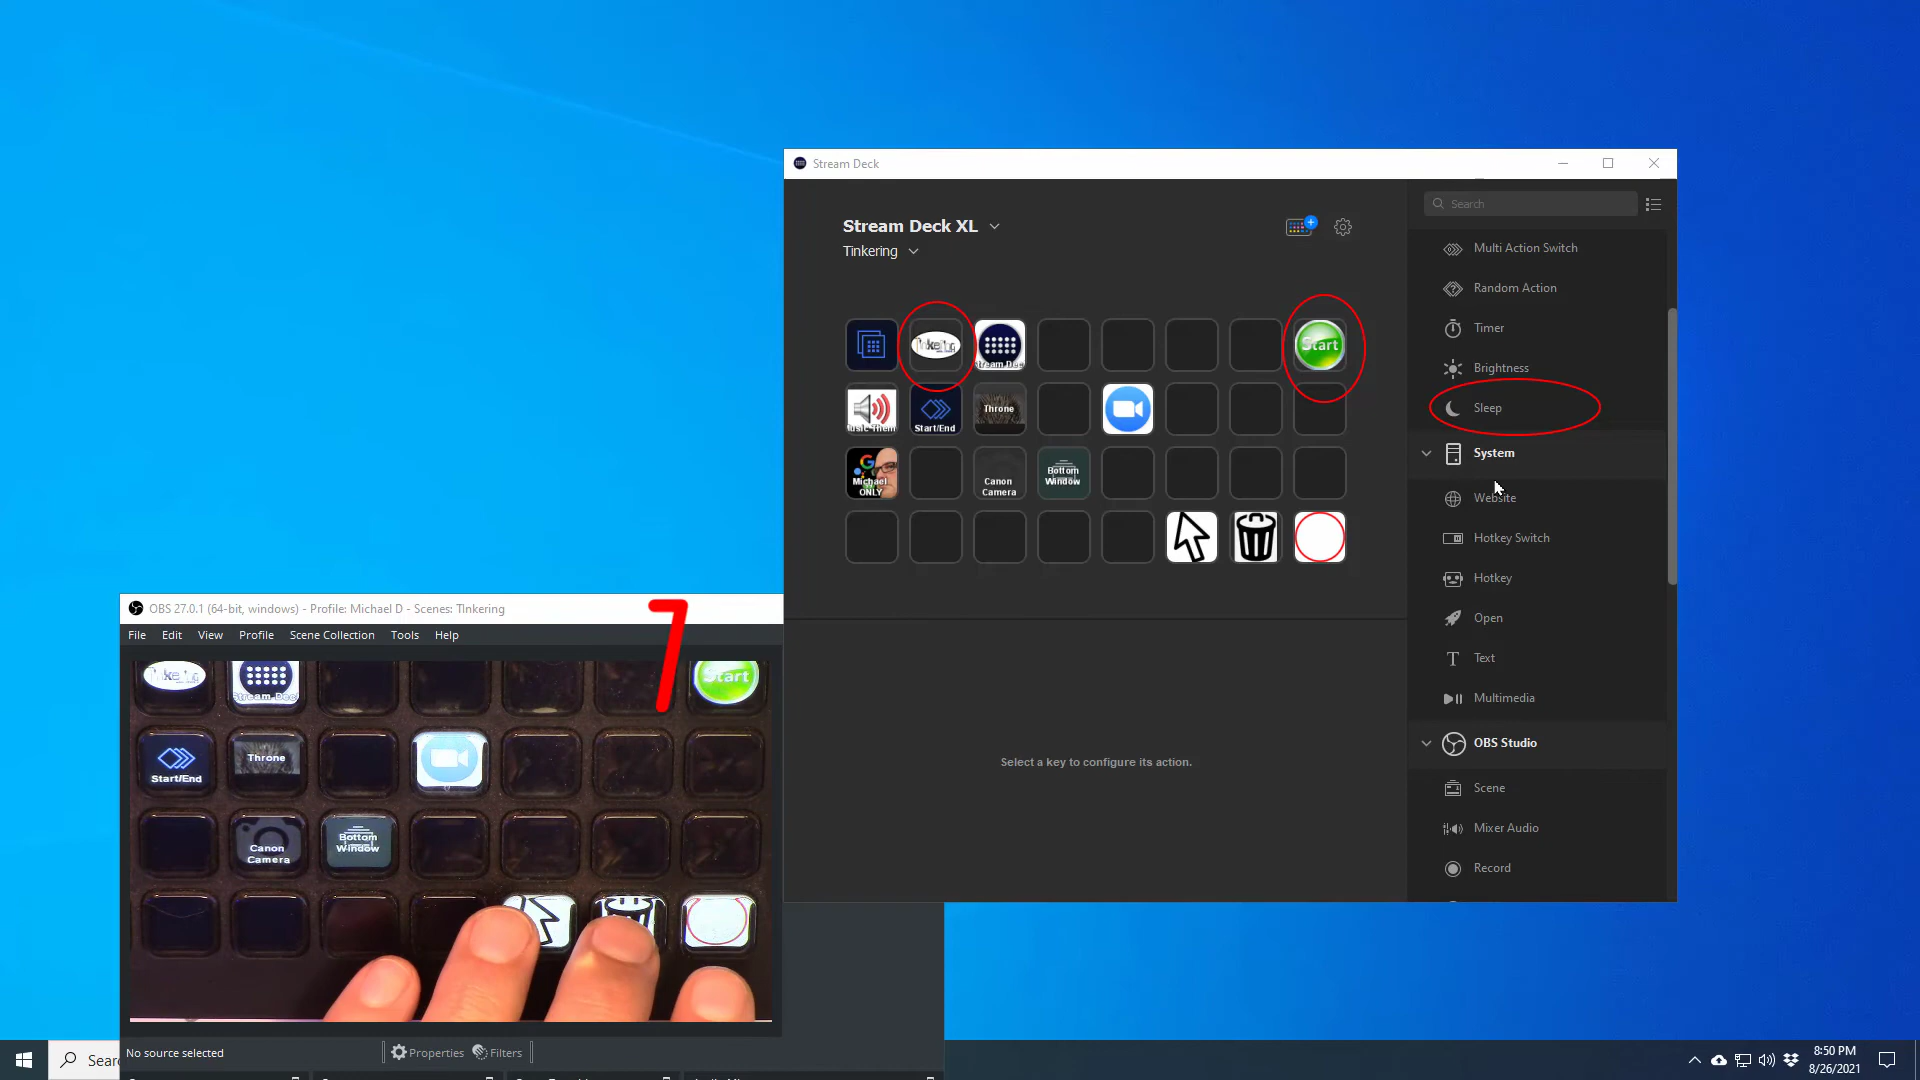 Stream Deck
Search
Stream Deck XL
Tinkering
Multi Action Switch
Random Action
Timer
Brightness
Sleep
System
Website
Hotkey Switch
Hotkey
Open
Text
Multimedia
OBS Studio
Scene
Mixer Audio
Record
Start
Start/End
Throne
Michael
ONLY
Canon
Camera
Bottom
Window
Select a key to configure its action.
7
OBS 27.0.1 (64-bit, windows) - Profile: Michael D - Scenes: TInkering
File Edit View Profile Scene Collection Tools Help
Start
Start/End
Throne
Canon
Camera
Bottom
Window
No source selected
Properties
Filters
Sear
8:50 PM
8/26/2021